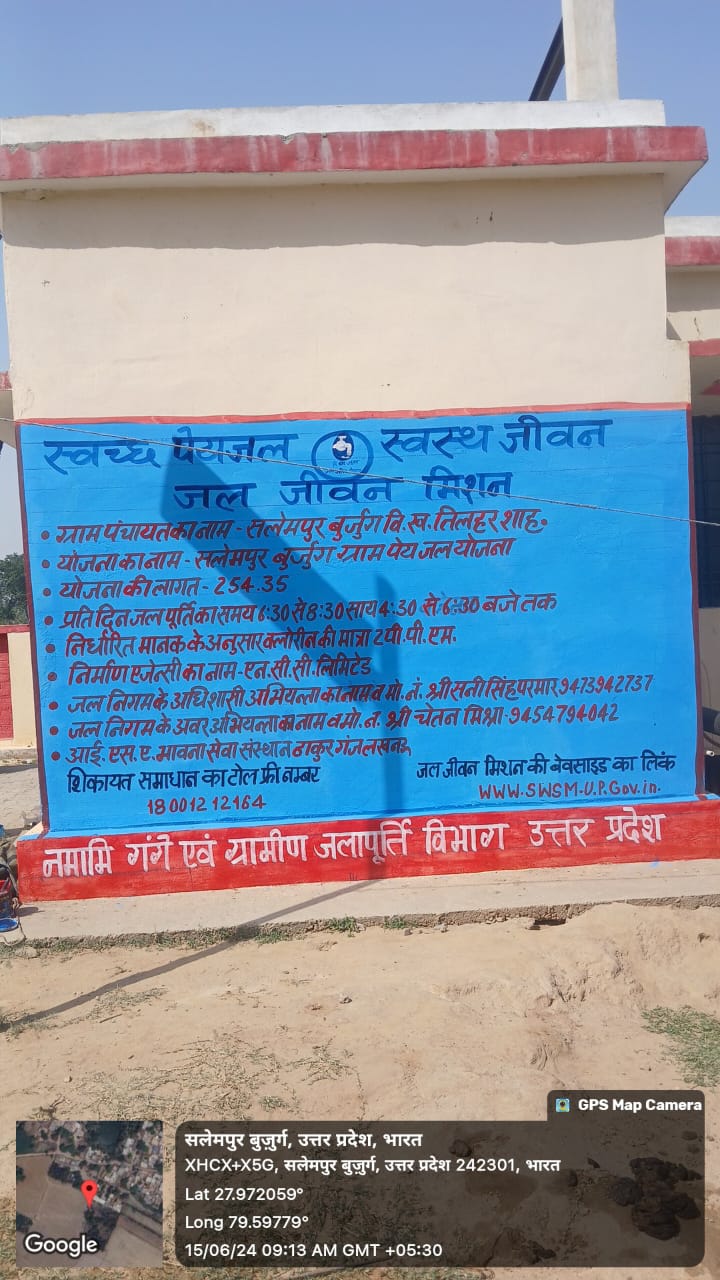 स्वच्छ पेयजल स्वस्थ जीवन
जल जीवन मिशन
• ग्राम पंचायत का नाम - सलेमपुर बुर्जुग वि.ख. तिलहर शाह.
• योजना का नाम - सलेमपुर बुर्जुग ग्राम पेय जल योजना
• योजना की लागत - 254.35
• प्रति दिन जल पूर्ति का समय 6:30 से 8:30 साय 4:30 से 6:30 बजे तक
• निर्धारित मानक के अनुसार क्लोरीन की मात्रा 2 पी. पी. एम.
• निर्माण एजेन्सी का नाम - एन. सी. सी. लिमिटेड
• जल निगम के अधिशासी अभियन्ता का नाम व मो. नं. श्री सनी सिंह परमार 9473942737
• जल निगम के अवर अभियन्ता का नाम व मो. न. श्री चेतन मिश्रा - 9454794042
• आई. एस. ए. भावना सेवा संस्थान ठाकुर गंज लखनऊ
शिकायत समाधान का टोल फ्री नम्बर
1800 12 12164
जल जीवन मिशन की बेवसाइड का लिंक
WWW.SWSM-U.P.Gov.in.
नमामि गंगे एवं ग्रामीण जलापूर्ति विभाग उत्तर प्रदेश
GPS Map Camera
सलेमपुर बुज़ुर्ग, उत्तर प्रदेश, भारत
XHCX+X5G, सलेमपुर बुज़ुर्ग, उत्तर प्रदेश 242301, भारत
Lat 27.972059°
Long 79.59779°
15/06/24 09:13 AM GMT +05:30
Google